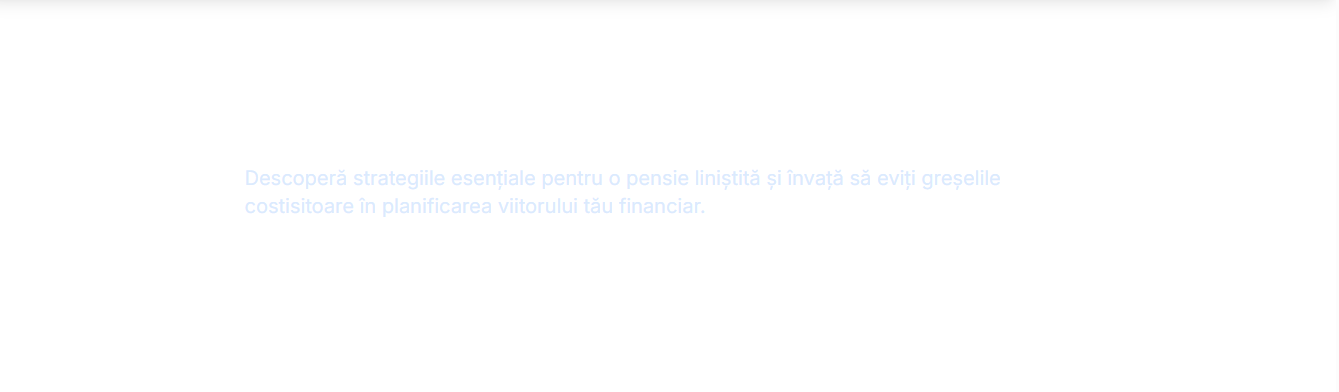 Descoperă strategiile esențiale pentru o pensie liniștită și învață să eviți greșelile
costisitoare în planificarea viitorului tău financiar.